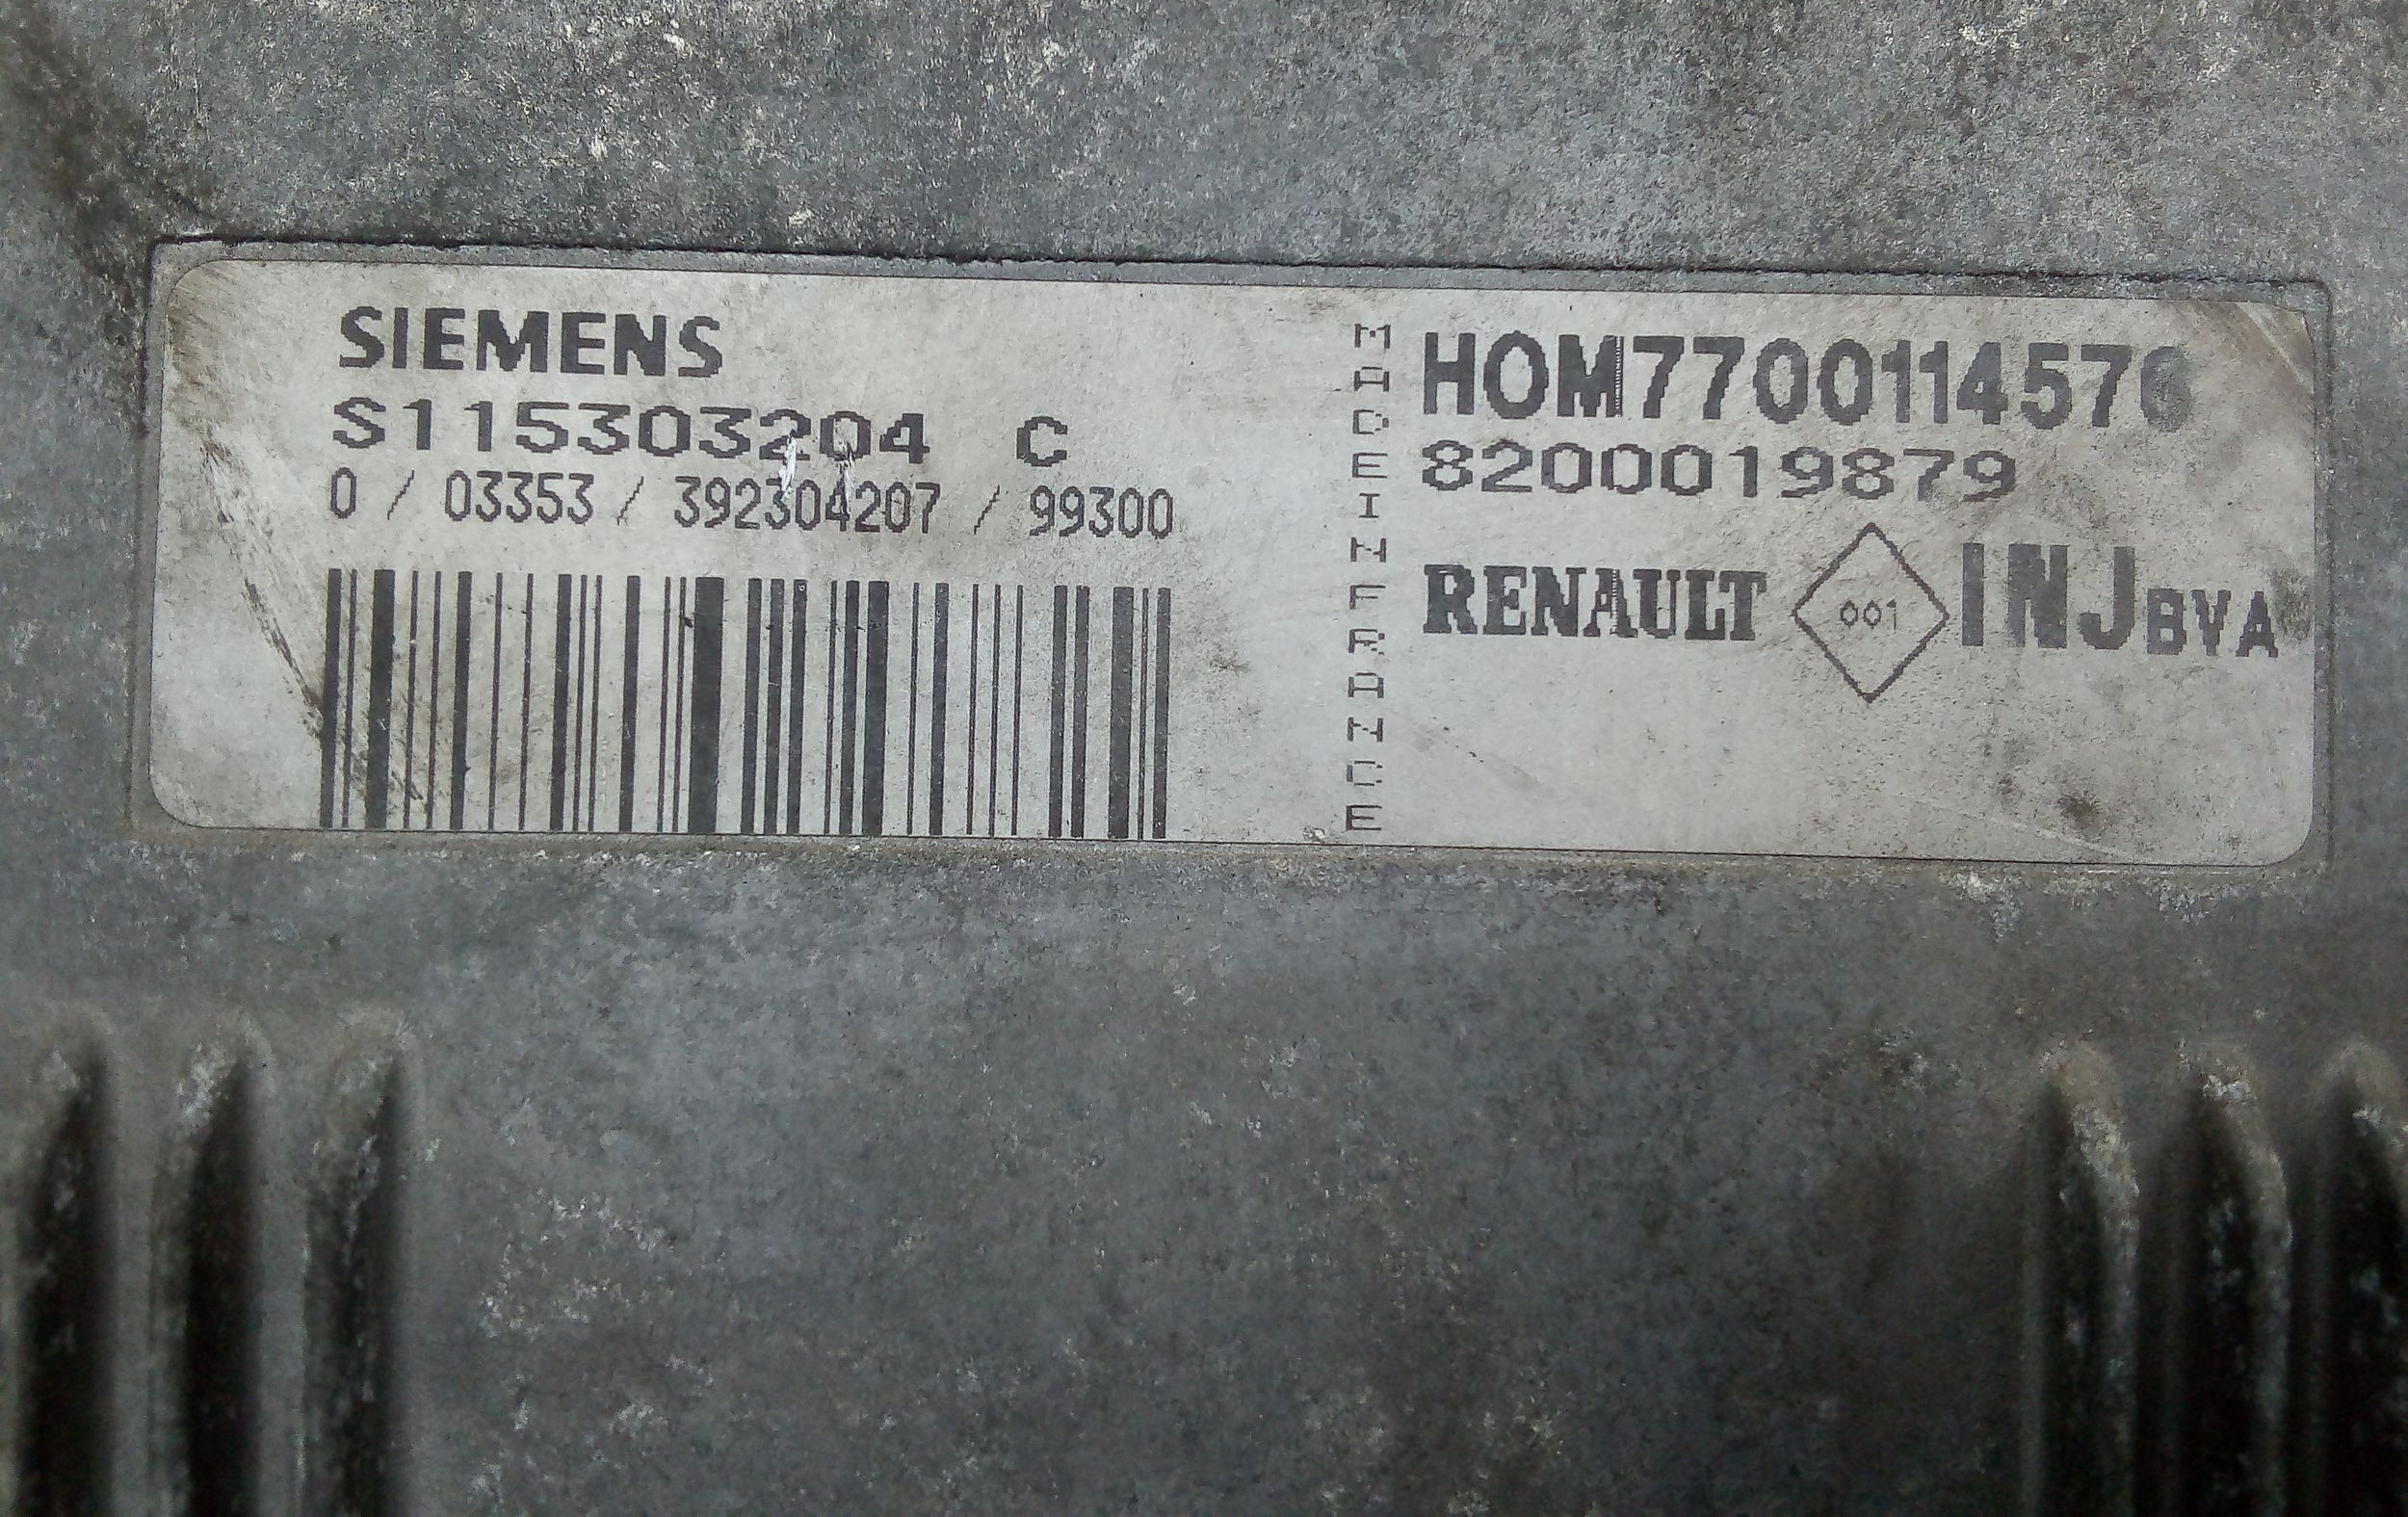 SIEMENS
S115303204 C
0 / 03353 / 392304207 / 99300
MADE IN FRANCE
HOM7700114576
8200019879
RENAULT 001 INJ BVA